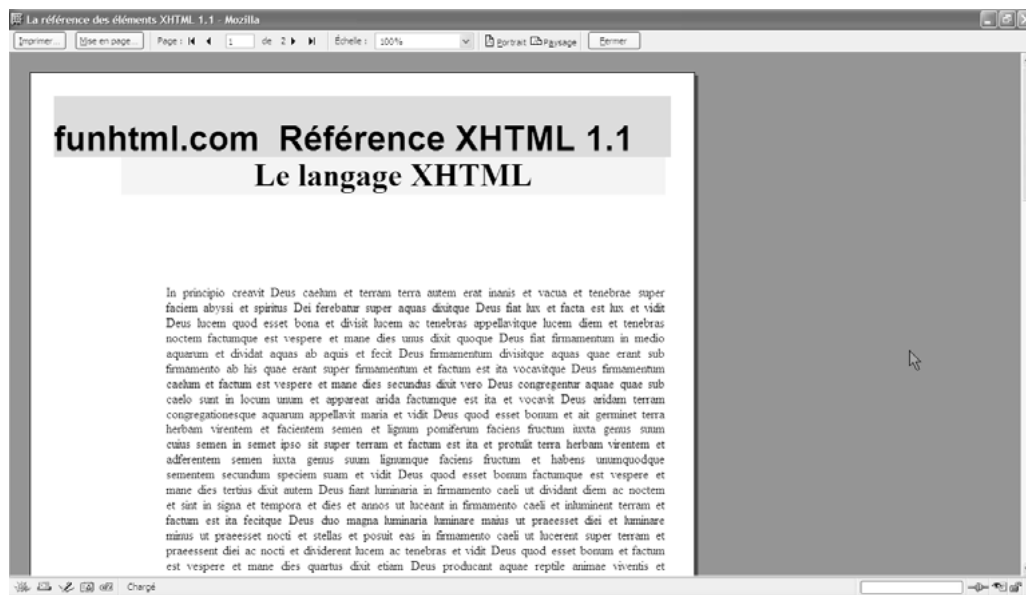 La référence des éléments XHTML 1.1 - Mozilla
Imprimer... Mise en page... Page : 1 de 2 Échelle : 100% Portrait Paysage Fermer
funhtml.com Référence XHTML 1.1
Le langage XHTML
In principio creavit Deus caelum et terram terra autem erat inanis et vacua et tenebrae super
faciem abyssi et spiritus Dei ferebatur super aquas dixitque Deus fiat lux et facta est lux et vidit
Deus lucem quod esset bona et divisit lucem ac tenebras appellavitque lucem diem et tenebras
noctem factumque est vespere et mane dies unus dixit quoque Deus fiat firmamentum in medio
aquarum et dividat aquas ab aquis et fecit Deus firmamentum divisitque aquas quae erant sub
firmamento ab his quae erant super firmamentum et factum est ita vocavitque Deus firmamentum
caelum et factum est vespere et mane dies secundus dixit vero Deus congregentur aquae quae sub
caelo sunt in locum unum et appareat arida factumque est ita et vocavit Deus aridam terram
congregationesque aquarum appellavit maria et vidit Deus quod esset bonum et ait germinet terra
herbam virentem et facientem semen et lignum pomiferum faciens fructum iuxta genus suum
cuius semen in semet ipso sit super terram et factum est ita et protulit terra herbam virentem et
adferentem semen iuxta genus suum lignumque faciens fructum et habens unumquodque
sementem secundum speciem suam et vidit Deus quod esset bonum factumque est vespere et
mane dies tertius dixit autem Deus fiant luminaria in firmamento caeli ut dividant diem ac noctem
et sint in signa et tempora et dies et annos ut luceant in firmamento caeli et inluminent terram et
factum est ita fecitque Deus duo magna luminaria luminare maius ut praeesset diei et luminare
minus ut praeesset nocti et stellas et posuit eas in firmamento caeli ut lucerent super terram et
praeessent diei ac nocti et dividerent lucem ac tenebras et vidit Deus quod esset bonum et factum
est vespere et mane dies quartus dixit etiam Deus producant aquae reptile animae viventis et
Chargé